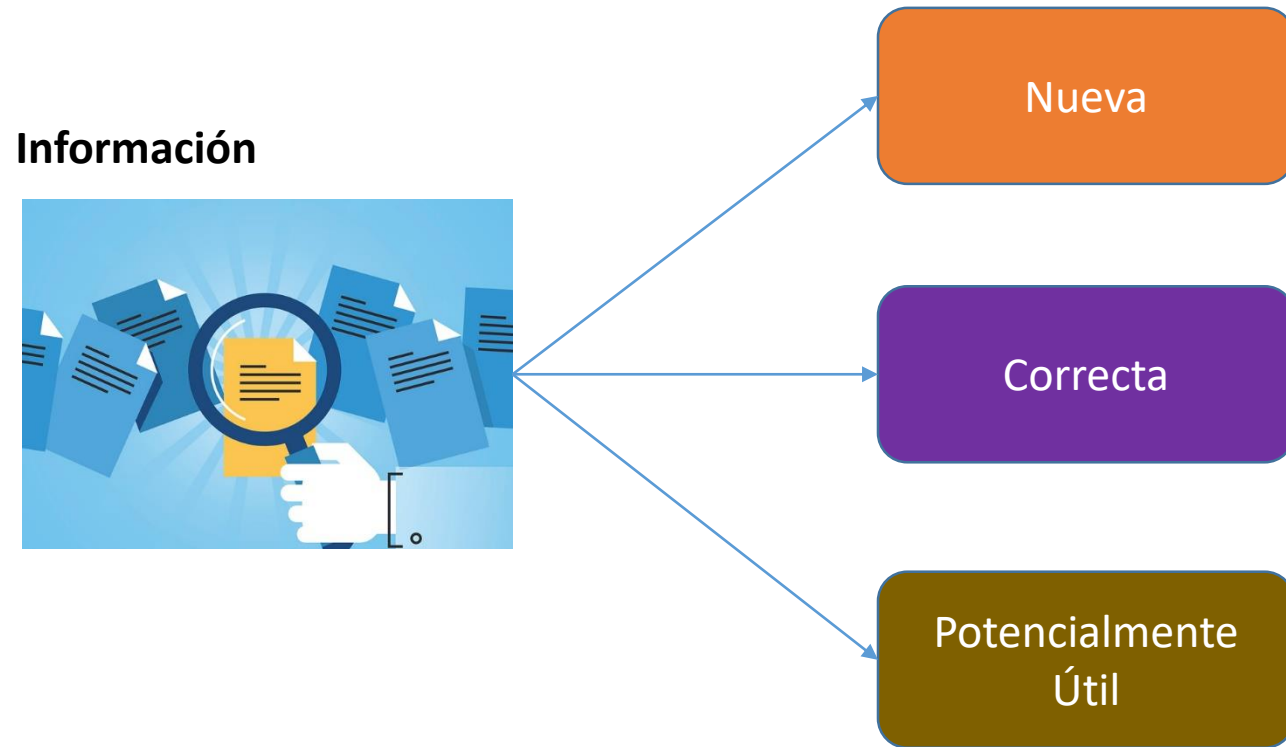 Información
Nueva
Correcta
Potencialmente
Útil